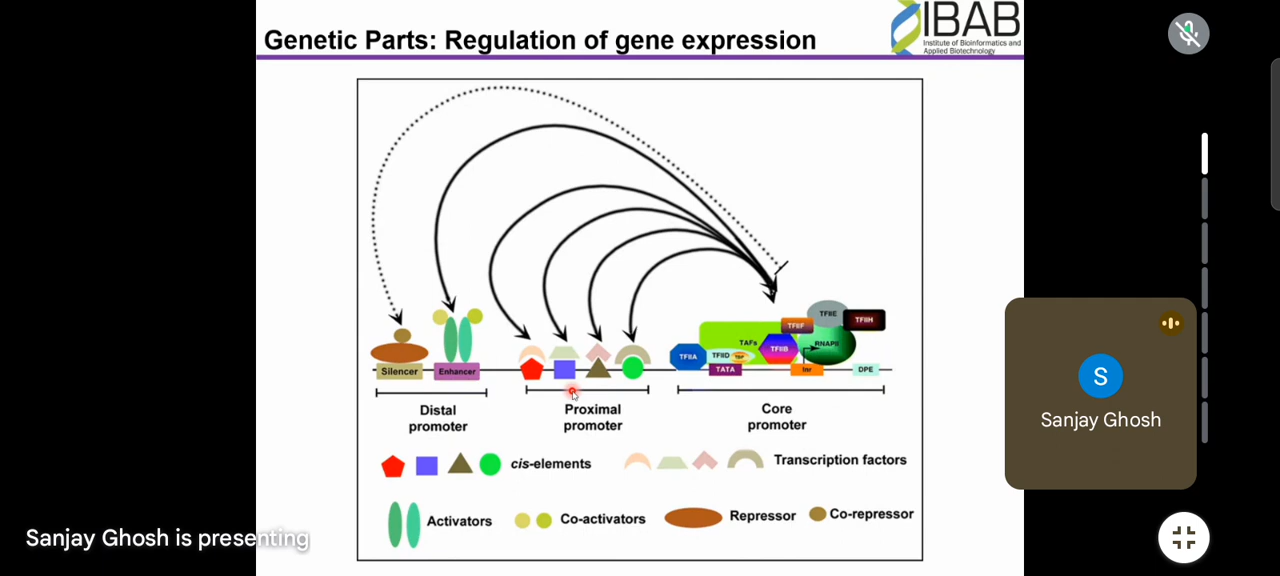 Genetic Parts: Regulation of gene expression
IBAB
Institute of Bioinformatics and
Applied Biotechnology
TFIIE
TFIIH
TFIIF
TAFs
TFIIB
RNAPII
TFIIA
TFIID
TBP
Silencer
Enhancer
TATA
Inr
DPE
Distal
promoter
Proximal
promoter
Core
promoter
cis-elements
Transcription factors
Activators
Co-activators
Repressor
Co-repressor
S
Sanjay Ghosh
Sanjay Ghosh is presenting